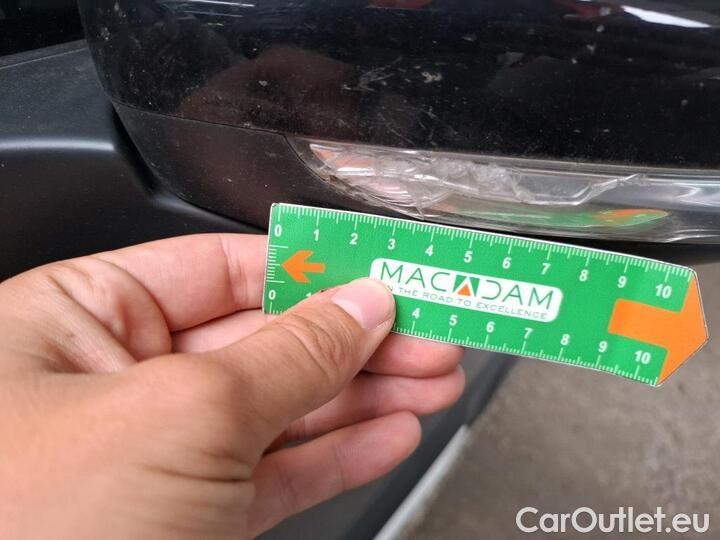 0 1 2 3 4 5 6 7 8 9 10
MACADAM
N THE ROAD TO EXCELLENCE
0 1 4 5 6 7 8 9 10
CarOutlet.eu